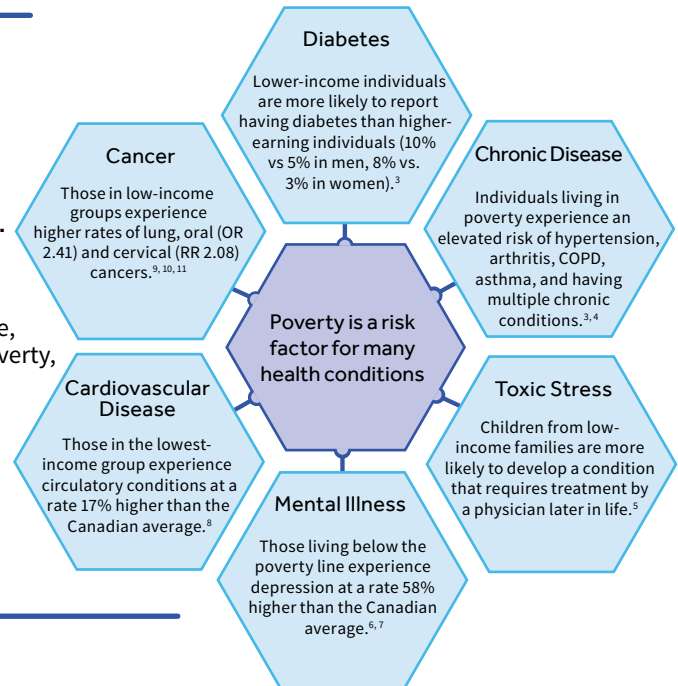 Diabetes
Lower-income individuals
are more likely to report
having diabetes than higher-
earning individuals (10%
vs 5% in men, 8% vs.
3% in women).³
Chronic Disease
Individuals living in
poverty experience an
elevated risk of hypertension,
arthritis, COPD,
asthma, and having
multiple chronic
conditions.³,⁴
Toxic Stress
Children from low-
income families are more
likely to develop a condition
that requires treatment by
a physician later in life.⁵
Mental Illness
Those living below the
poverty line experience
depression at a rate 58%
higher than the Canadian
average.⁶,⁷
Cardiovascular
Disease
Those in the lowest-
income group experience
circulatory conditions at a
rate 17% higher than the
Canadian average.⁸
Cancer
Those in low-income
groups experience
higher rates of lung, oral (OR
2.41) and cervical (RR 2.08)
cancers.⁹,¹⁰,¹¹
Poverty is a risk
factor for many
health conditions